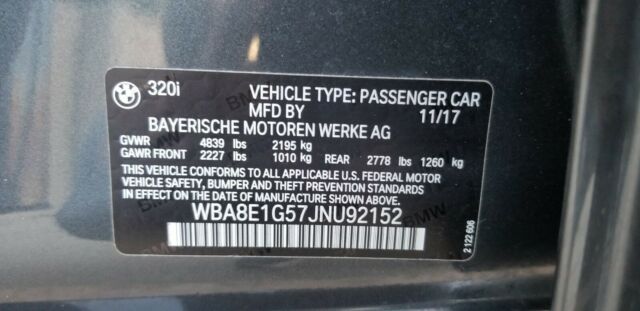 BMW 320i VEHICLE TYPE: PASSENGER CAR
MFD BY 11/17
BAYERISCHE MOTOREN WERKE AG
GVWR 4839 lbs 2195 kg
GAWR FRONT 2227 lbs 1010 kg REAR 2778 lbs 1260 kg
THIS VEHICLE CONFORMS TO ALL APPLICABLE U.S. FEDERAL MOTOR
VEHICLE SAFETY, BUMPER AND THEFT PREVENTION STANDARDS
IN EFFECT ON THE DATE OF MANUFACTURE SHOWN ABOVE.
WBA8E1G57JNU92152
2 122 606